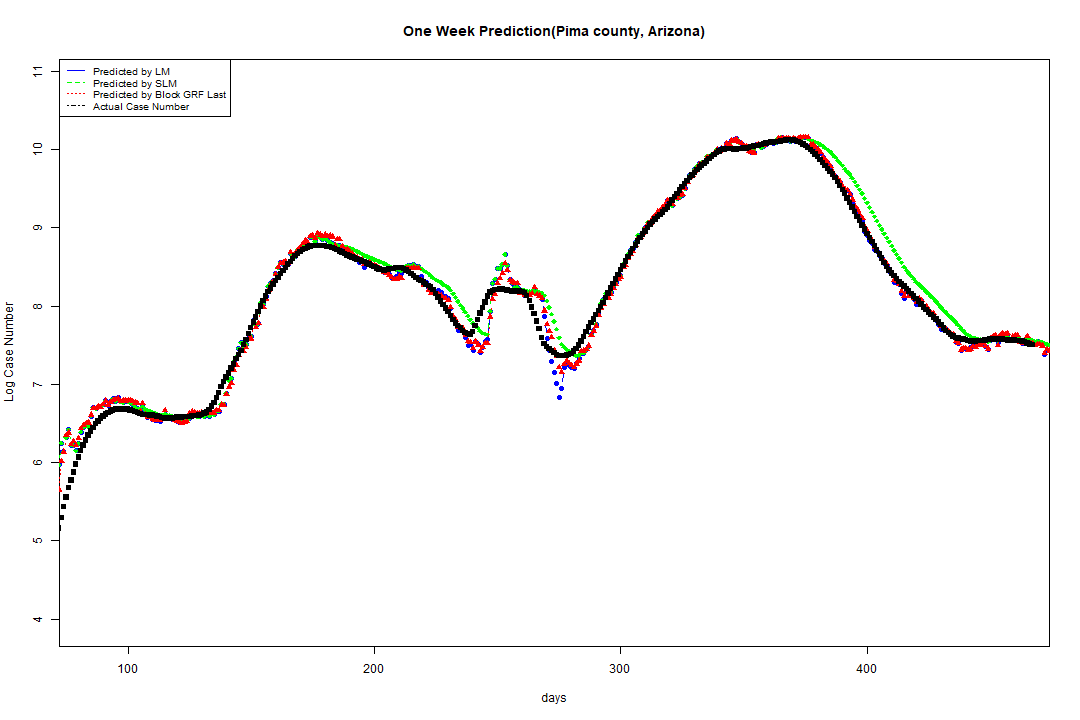 One Week Prediction(Pima county, Arizona)
Predicted by LM
Predicted by SLM
Predicted by Block GRF Last
Actual Case Number
11
10
9
8
7
6
5
4
Log Case Number
100 200 300 400
days